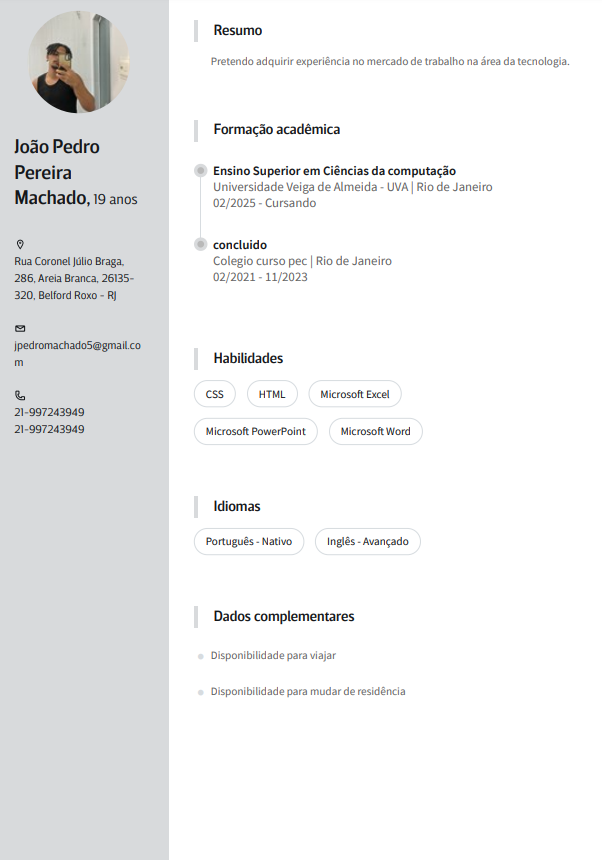 João Pedro
Pereira
Machado, 19 anos
Rua Coronel Júlio Braga,
286, Areia Branca, 26135-
320, Belford Roxo - RJ
jpedromachado5@gmail.co
m
21-997243949
21-997243949
Resumo
Pretendo adquirir experiência no mercado de trabalho na área da tecnologia.
Formação acadêmica
Ensino Superior em Ciências da computação
Universidade Veiga de Almeida - UVA | Rio de Janeiro
02/2025 - Cursando
concluido
Colegio curso pec | Rio de Janeiro
02/2021 - 11/2023
Habilidades
CSS
HTML
Microsoft Excel
Microsoft PowerPoint
Microsoft Word
Idiomas
Português - Nativo
Inglês - Avançado
Dados complementares
Disponibilidade para viajar
Disponibilidade para mudar de residência